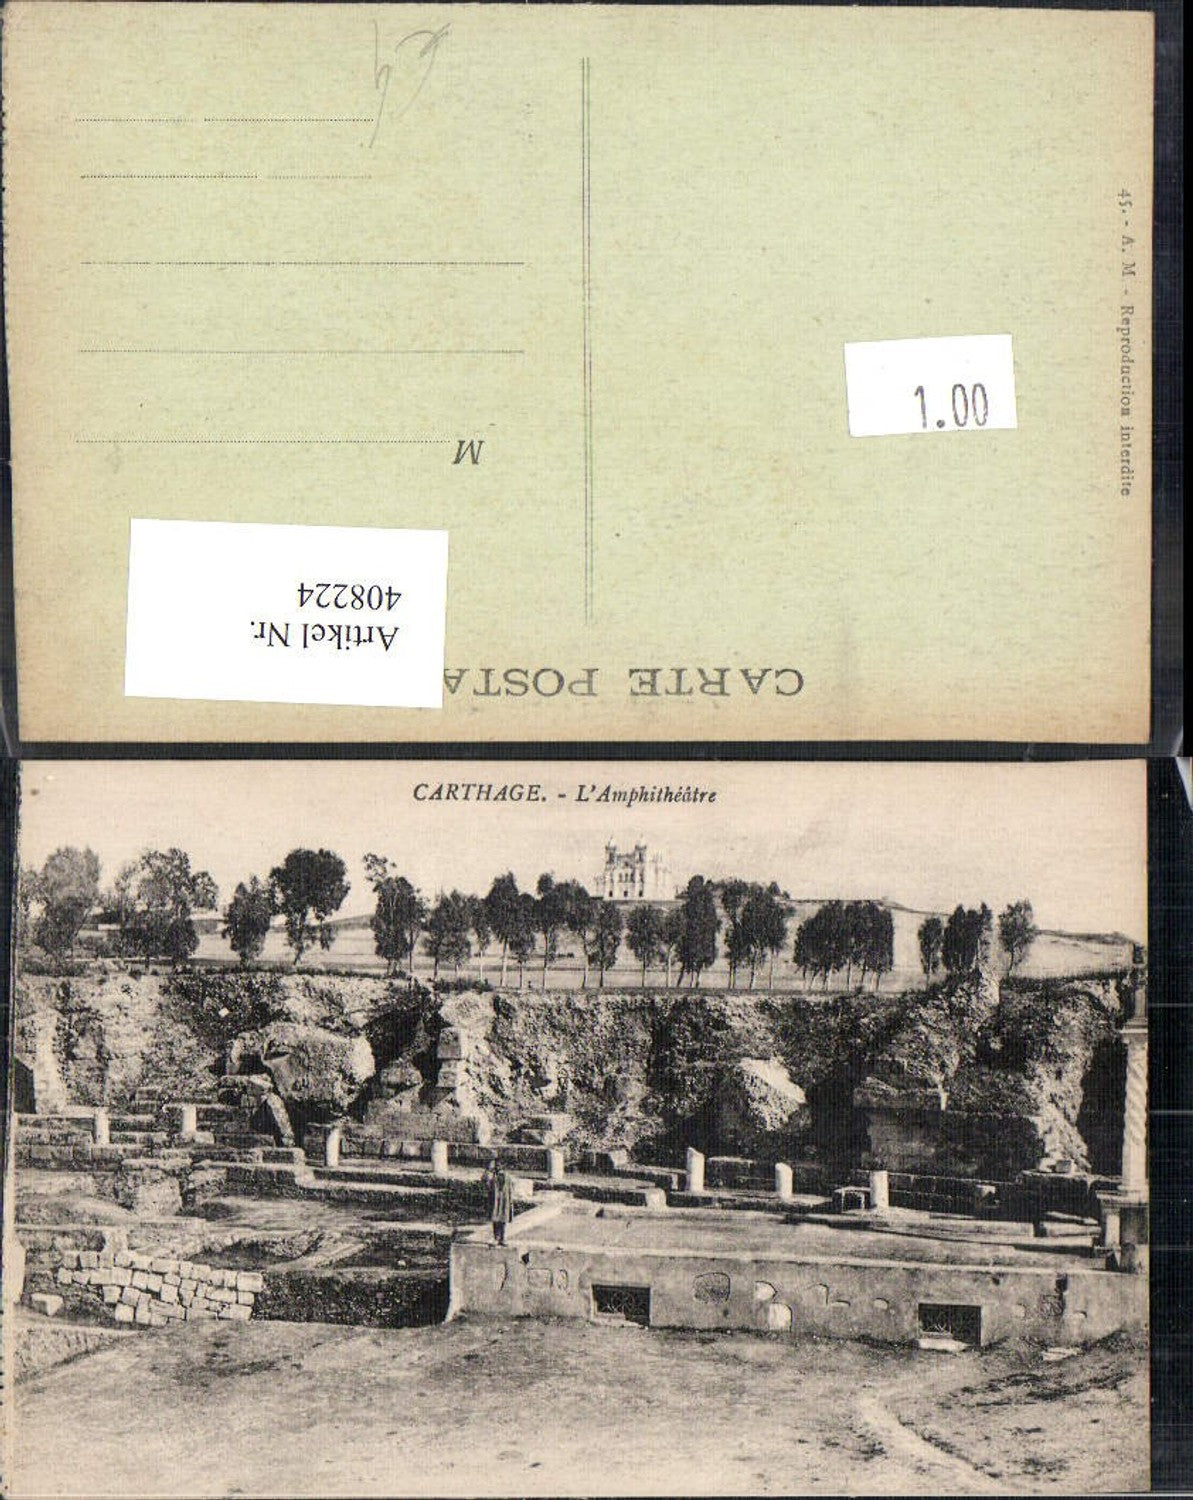 45. - A. M - Reproduction interdite
1.00
M
Artikel Nr.
408224
CARTE POSTA
CARTHAGE. - L'Amphithéâtre